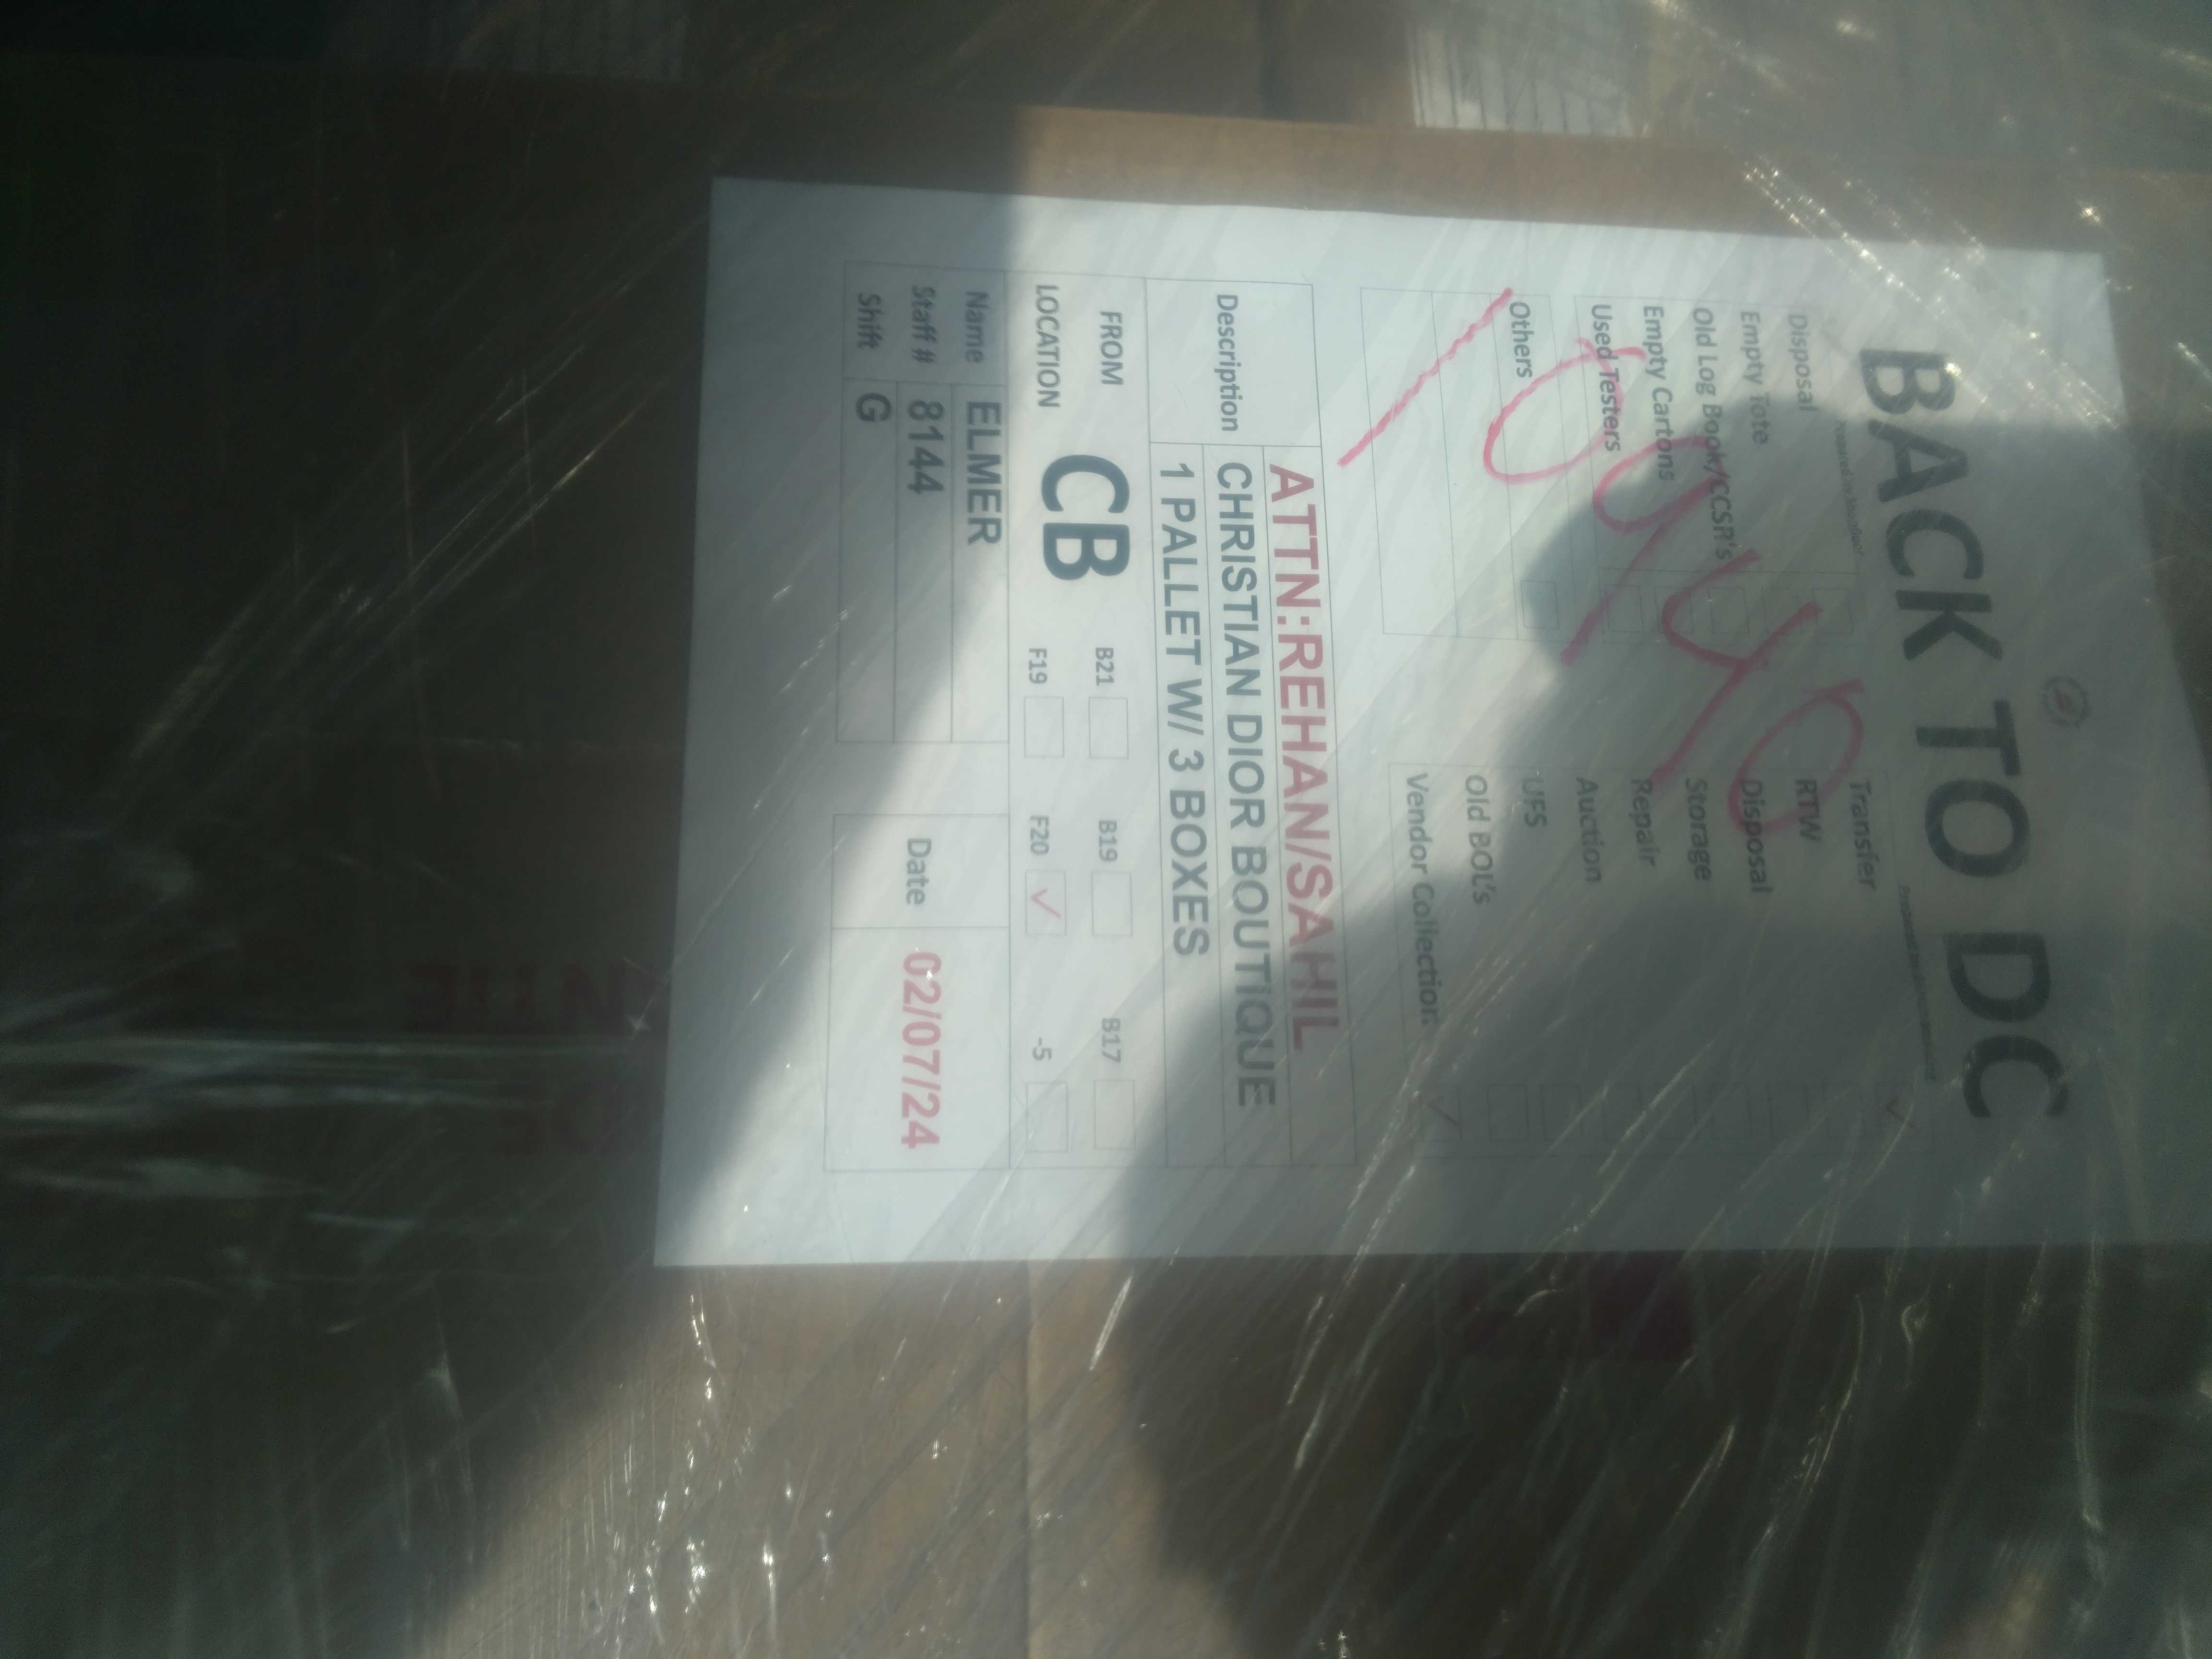 BACK TO DC
Disposal
Empty Tote
Old Log Book/CSR's
Empty Cartons
Used Testers
Others
Transfer ✓
RTW
Disposal
Storage
Repair
Auction
UFS
Old BOL's
Vendor Collection ✓
10940
Description ATTN:REHAN/SAHIL
CHRISTIAN DIOR BOUTIQUE
1 PALLET W/ 3 BOXES
FROM LOCATION CB
B21 B19 B17
F19 F20 ✓ -5
Name ELMER
Staff # 8144
Shift G
Date 02/07/24